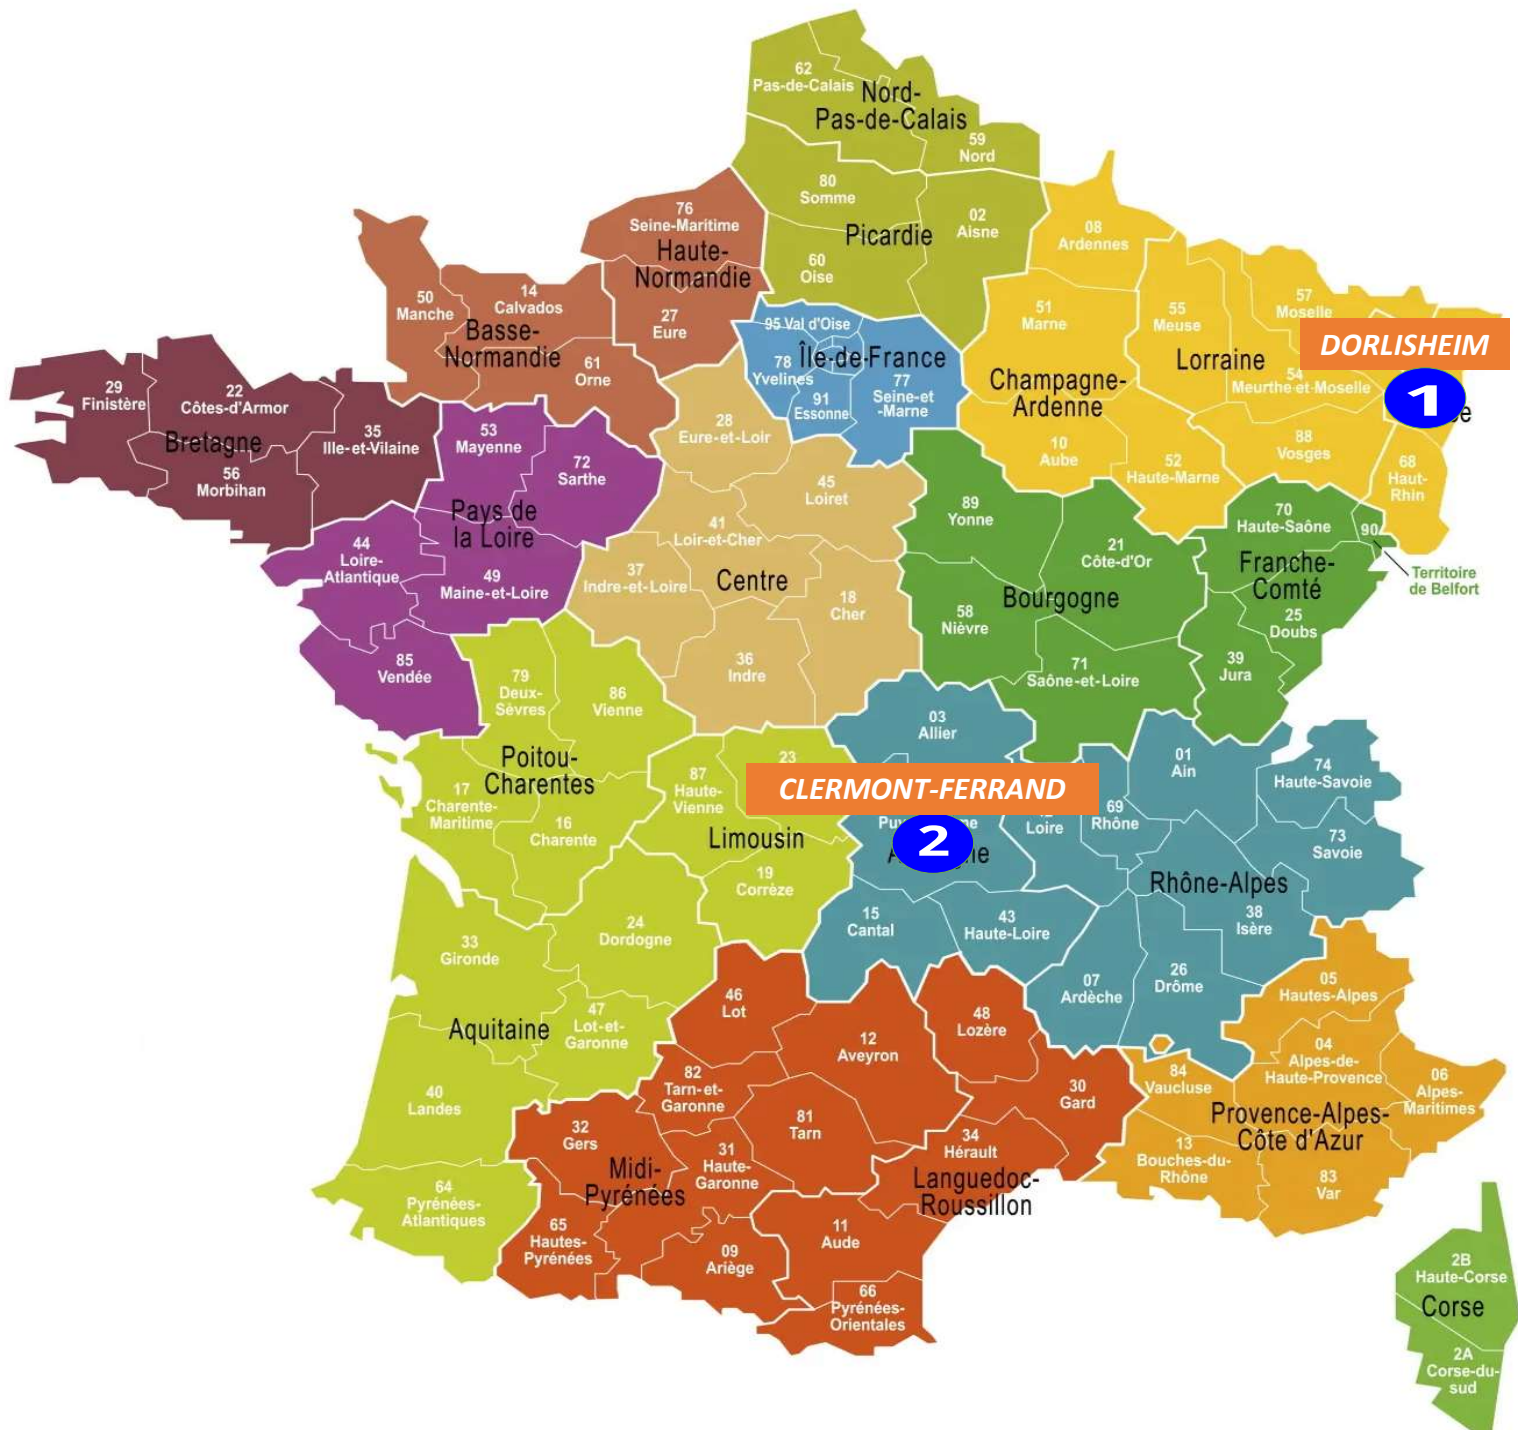 62
Pas-de-Calais
Nord-
Pas-de-Calais
59
Nord
80
Somme
02
Aisne
Picardie
60
Oise
76
Seine-Maritime
Haute-
Normandie
27
Eure
50
Manche
14
Calvados
Basse-
Normandie
61
Orne
08
Ardennes
51
Marne
55
Meuse
57
Moselle
DORLISHEIM
1
Lorraine
54
Meurthe et-Moselle
Champagne-
Ardenne
10
Aube
52
Haute-Marne
88
Vosges
68
Haut-
Rhin
95 Val d'Oise
Île-de-France
78
Yvelines
91
Essonne
77
Seine-et
-Marne
29
Finistère
22
Côtes-d'Armor
Bretagne
35
Ille-et-Vilaine
56
Morbihan
53
Mayenne
72
Sarthe
Pays de
la Loire
44
Loire-
Atlantique
49
Maine-et-Loire
85
Vendée
28
Eure-et-Loir
45
Loiret
41
Loir-et-Cher
37
Indre-et-Loire
Centre
18
Cher
36
Indre
89
Yonne
21
Côte-d'Or
Bourgogne
58
Nièvre
71
Saône-et-Loire
70
Haute-Saône
90
Territoire
de Belfort
Franche-
Comté
25
Doubs
39
Jura
79
Deux-
Sèvres
86
Vienne
Poitou-
Charentes
17
Charente-
Maritime
16
Charente
87
Haute-
Vienne
23
Limousin
19
Corrèze
03
Allier
CLERMONT-FERRAND
2
15
Cantal
43
Haute-Loire
Loire
69
Rhône
01
Ain
74
Haute-Savoie
73
Savoie
Rhône-Alpes
38
Isère
07
Ardèche
26
Drôme
33
Gironde
24
Dordogne
47
Lot-et-
Garonne
Aquitaine
40
Landes
64
Pyrénées-
Atlantiques
46
Lot
12
Aveyron
82
Tarn-et-
Garonne
81
Tarn
32
Gers
31
Haute-
Garonne
Midi-
Pyrénées
65
Hautes-
Pyrénées
09
Ariège
48
Lozère
30
Gard
34
Hérault
Languedoc-
Roussillon
11
Aude
66
Pyrénées-
Orientales
05
Hautes-Alpes
04
Alpes-de-
Haute-Provence
06
Alpes-
Maritimes
84
Vaucluse
Provence-Alpes-
Côte d'Azur
13
Bouches-du-
Rhône
83
Var
2B
Haute-Corse
Corse
2A
Corse-du-
sud